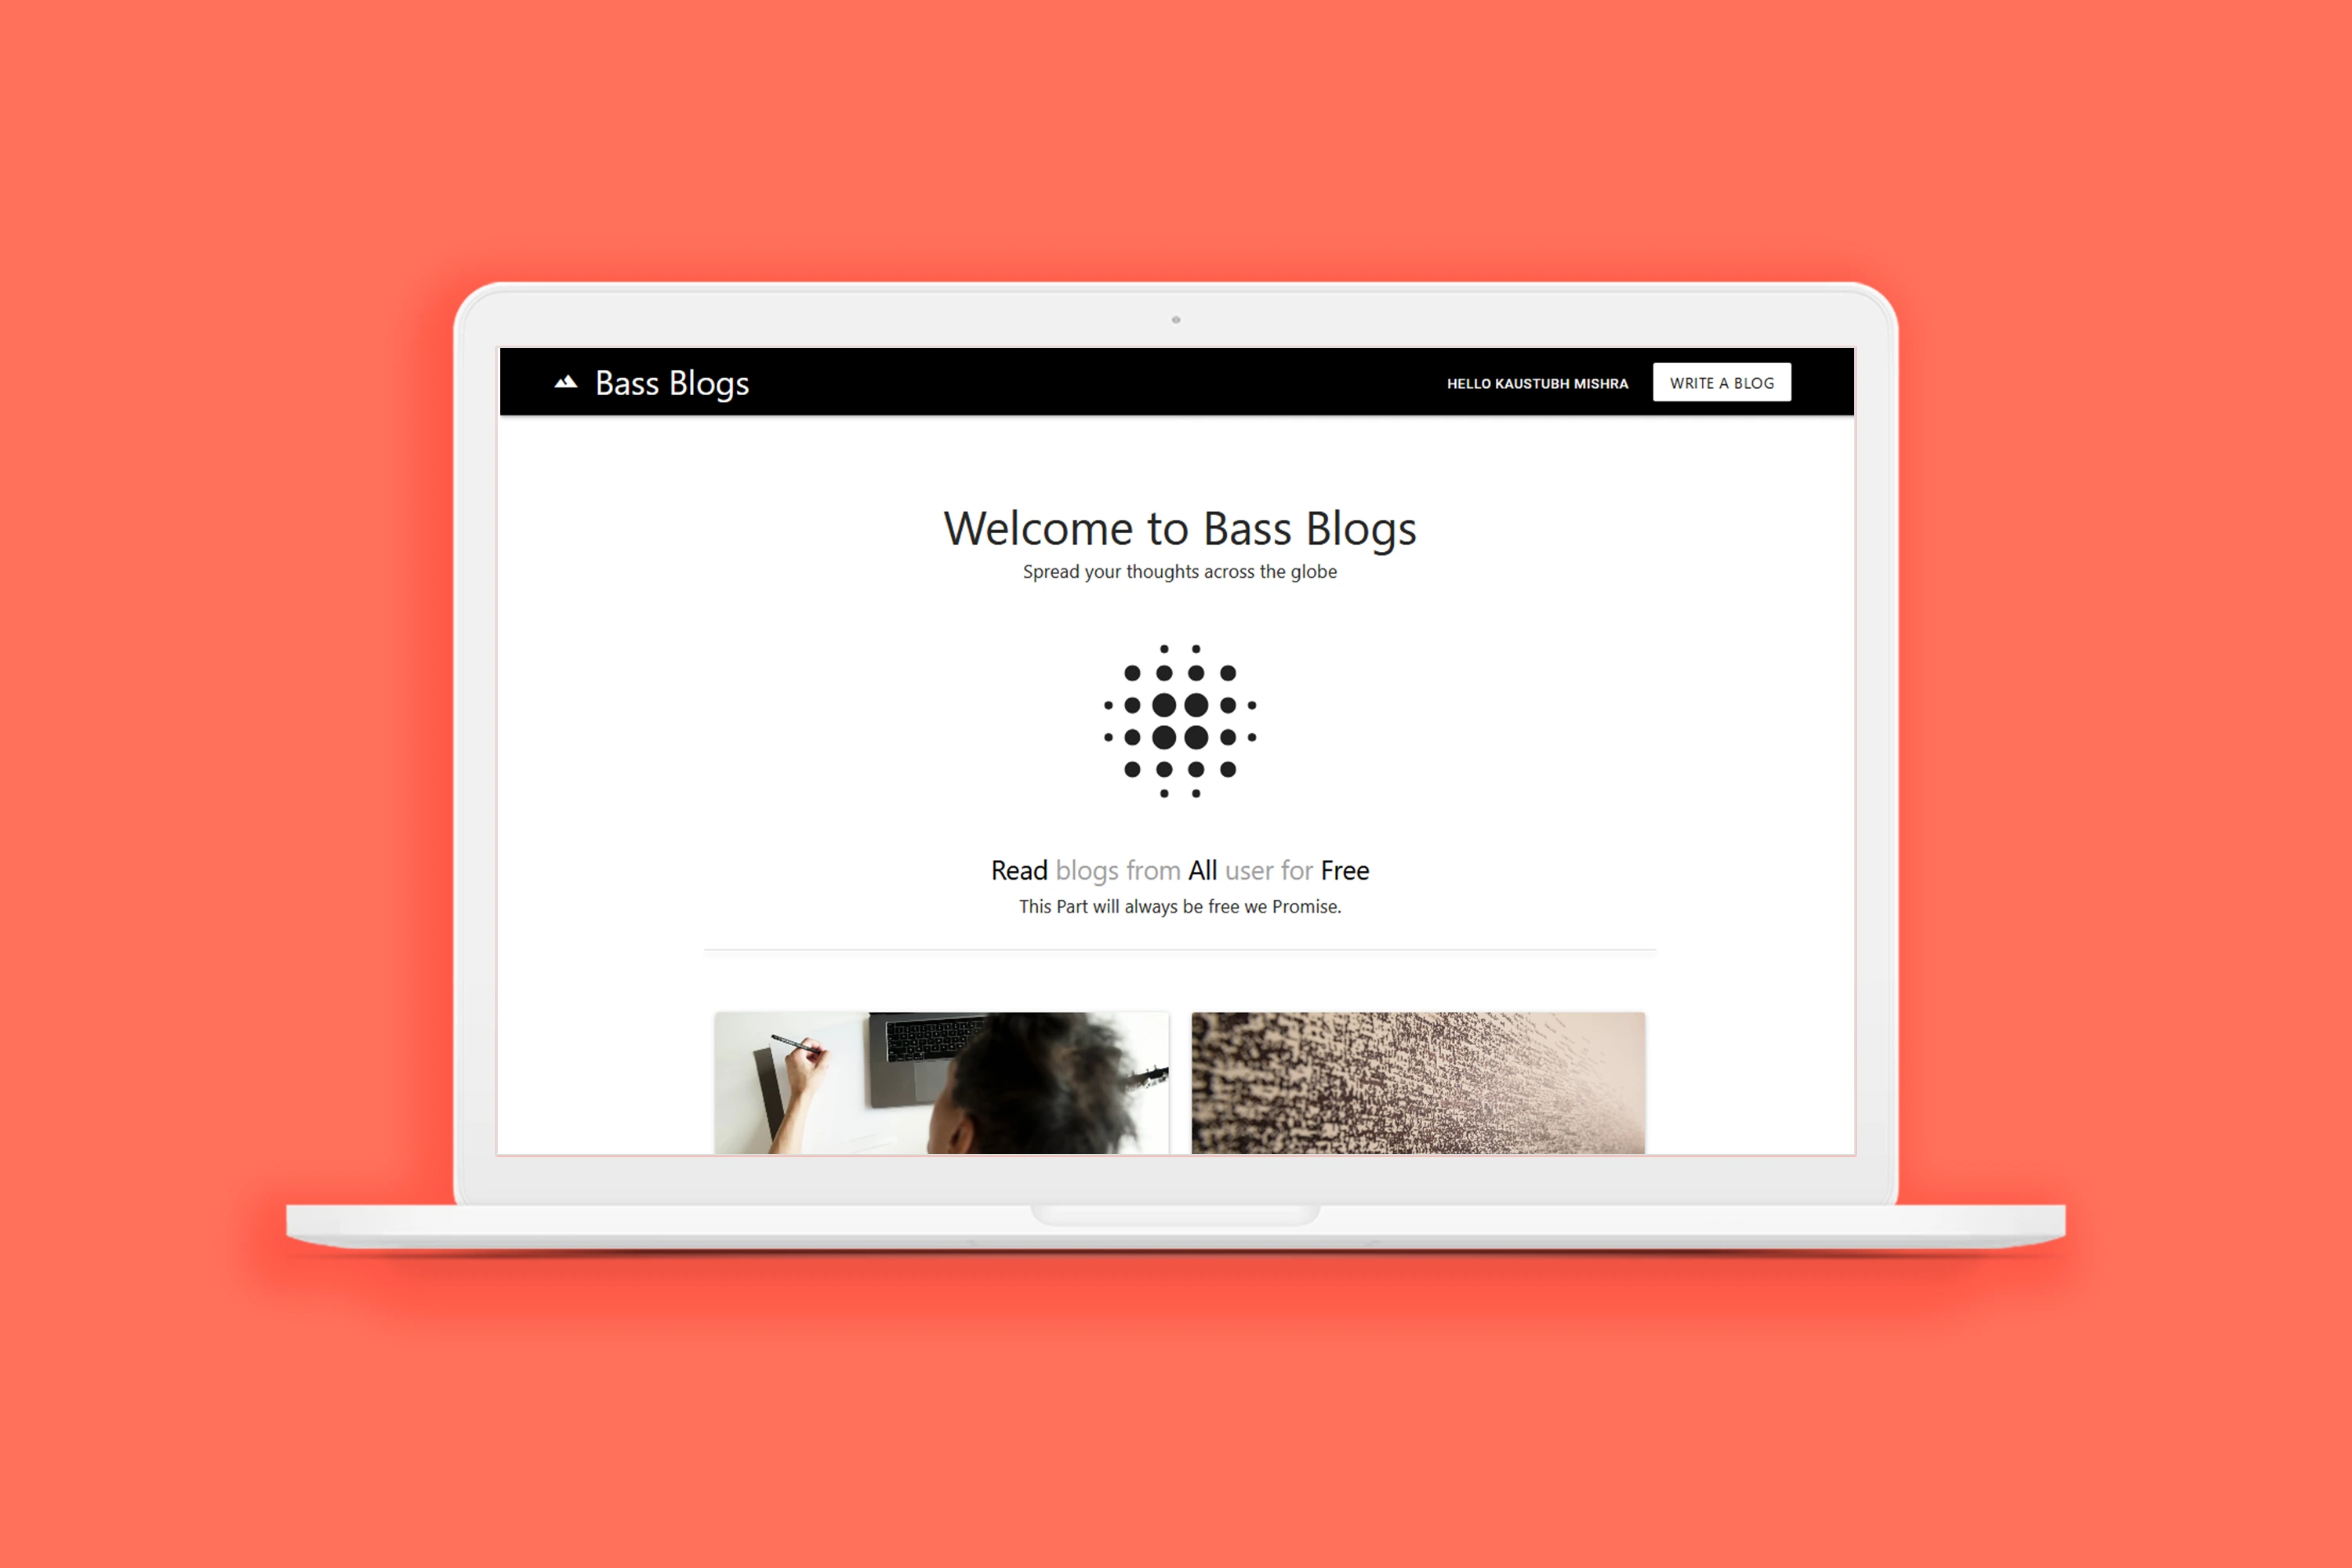 Bass Blogs
HELLO KAUSTUBH MISHRA
WRITE A BLOG
Welcome to Bass Blogs
Spread your thoughts across the globe
Read blogs from All user for Free
This Part will always be free we Promise.